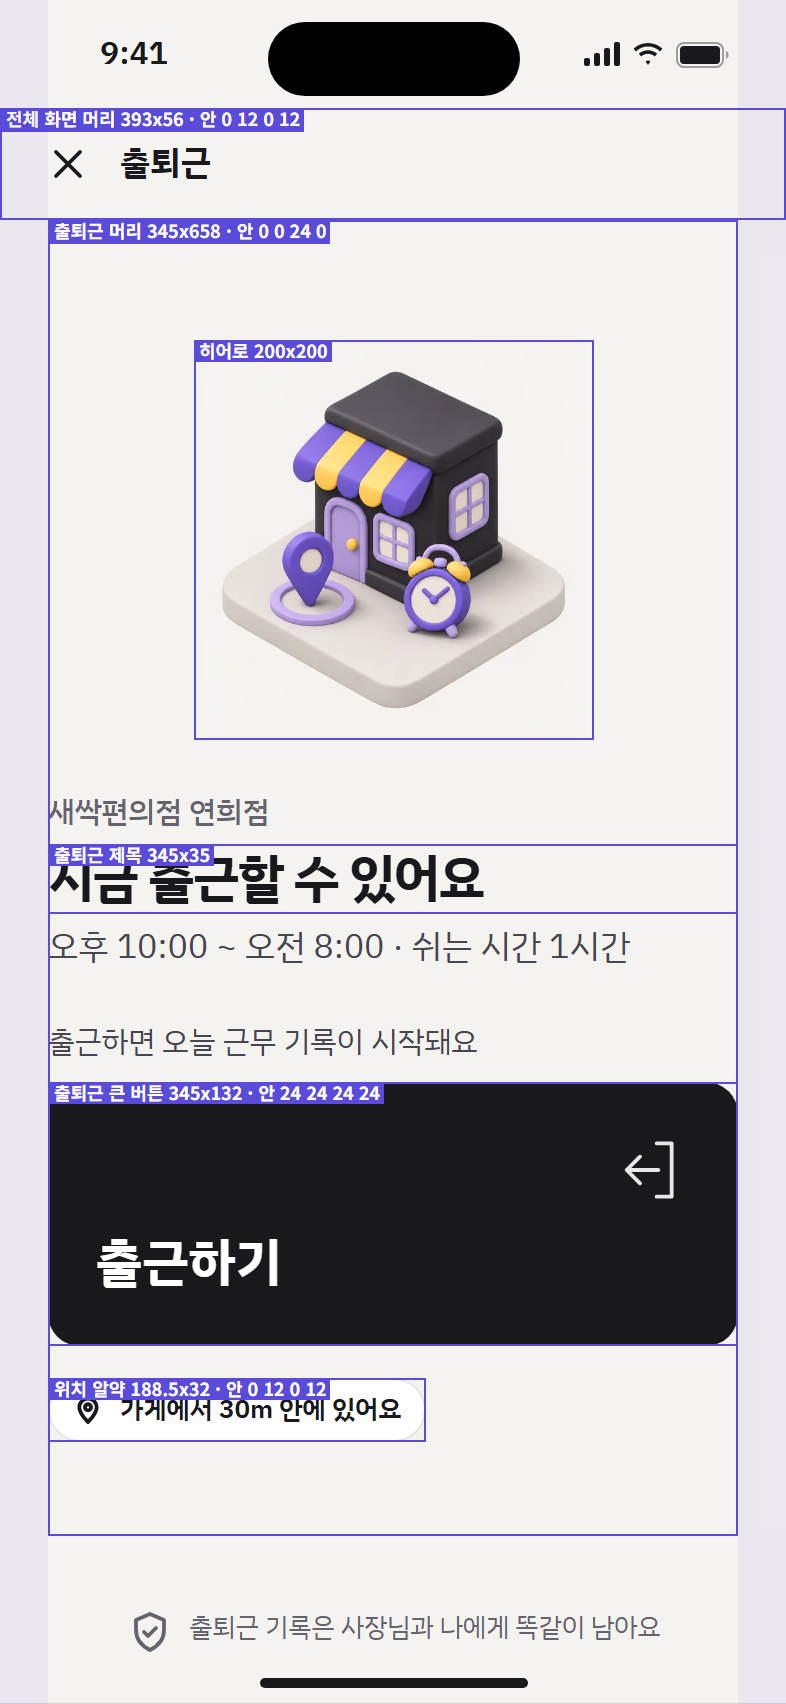 9:41
전체 화면 머리 393x56 · 안 0 12 0 12
출퇴근
출퇴근 머리 345x658 · 안 0 0 24 0
히어로 200x200
새싹편의점 연희점
출퇴근 제목 345x35
지금 출근할 수 있어요
오후 10:00 ~ 오전 8:00 · 쉬는 시간 1시간
출근하면 오늘 근무 기록이 시작돼요
출퇴근 큰 버튼 345x132 · 안 24 24 24 24
출근하기
위치 알약 188.5x32 · 안 0 12 0 12
가게에서 30m 안에 있어요
출퇴근 기록은 사장님과 나에게 똑같이 남아요